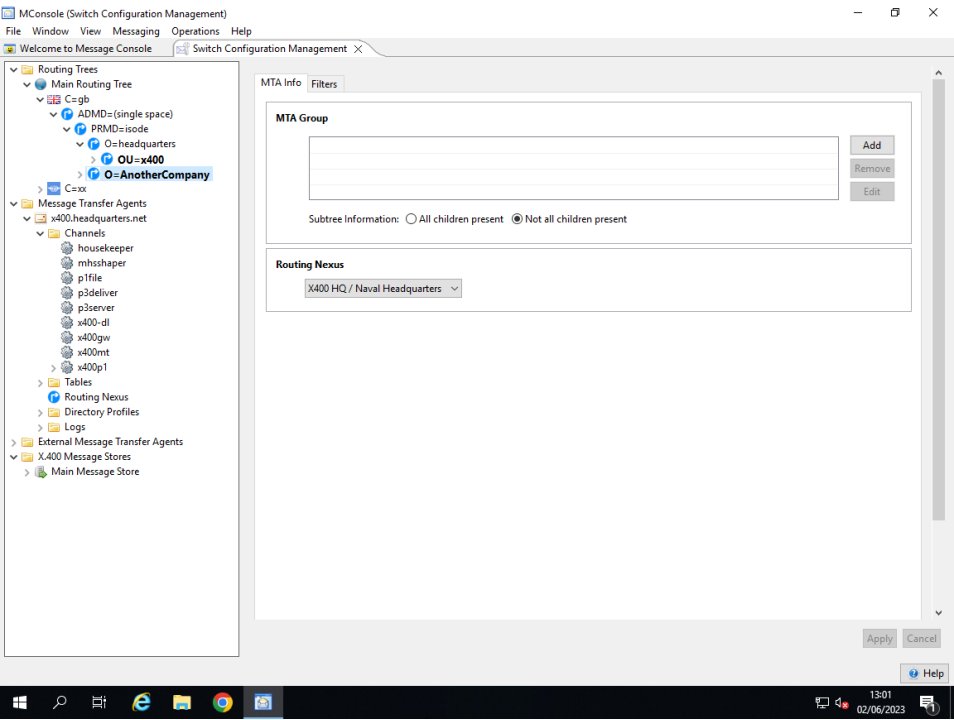 MConsole (Switch Configuration Management)
File Window View Messaging Operations Help
Welcome to Message Console Switch Configuration Management
Routing Trees
Main Routing Tree
C=gb
ADMD=(single space)
PRMD=isode
O=headquarters
OU=x400
O=AnotherCompany
C=xx
Message Transfer Agents
x400.headquarters.net
Channels
housekeeper
mhsshaper
p1file
p3deliver
p3server
x400-dl
x400gw
x400mt
x400p1
Tables
Routing Nexus
Directory Profiles
Logs
External Message Transfer Agents
X.400 Message Stores
Main Message Store
MTA Info Filters
MTA Group
Add
Remove
Edit
Subtree Information: All children present Not all children present
Routing Nexus
X400 HQ / Naval Headquarters
Apply Cancel
Help
13:01
02/06/2023
1